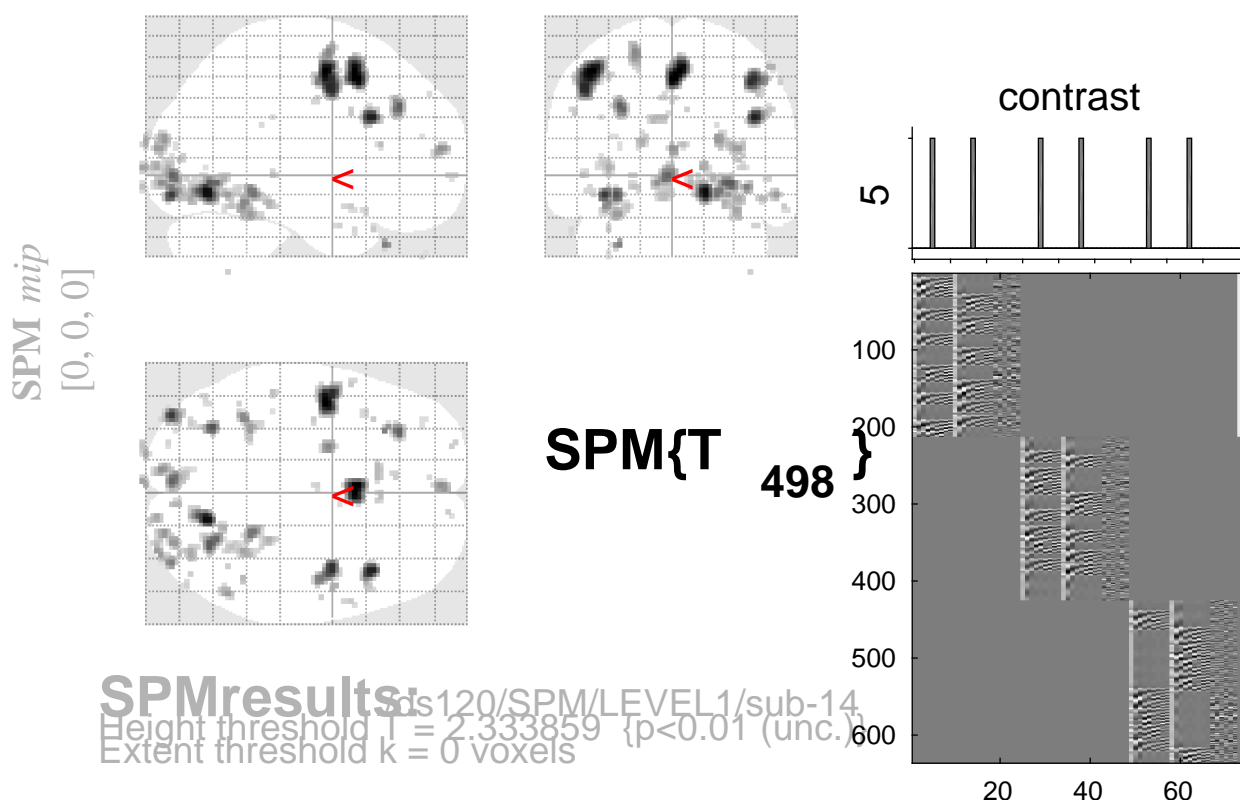 SPM mip
[0, 0, 0]
<
<
<
SPM{T498}
contrast
5
100
200
300
400
500
600
20
40
60
SPMresults: ./ds120/SPM/LEVEL1/sub-14
Height threshold T = 2.333859 {p<0.01 (unc.)}
Extent threshold k = 0 voxels